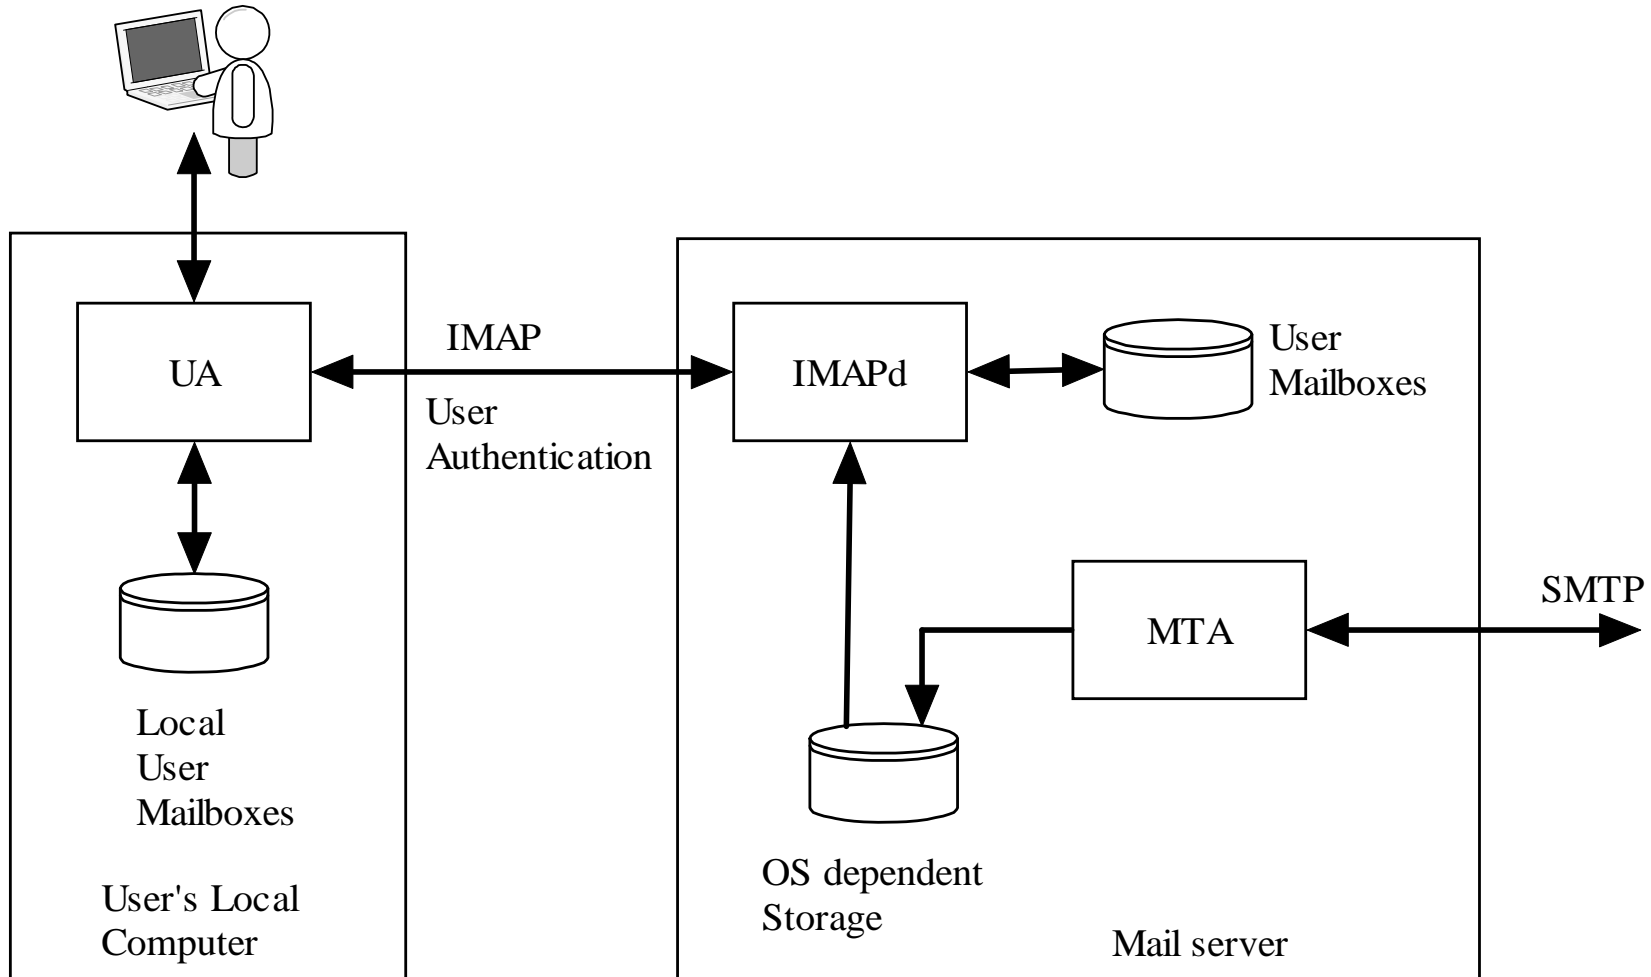 IMAP
UA
IMAPd
User
Mailboxes
User
Authentication
MTA
SMTP
Local
User
Mailboxes
OS dependent
Storage
User's Local
Computer
Mail server